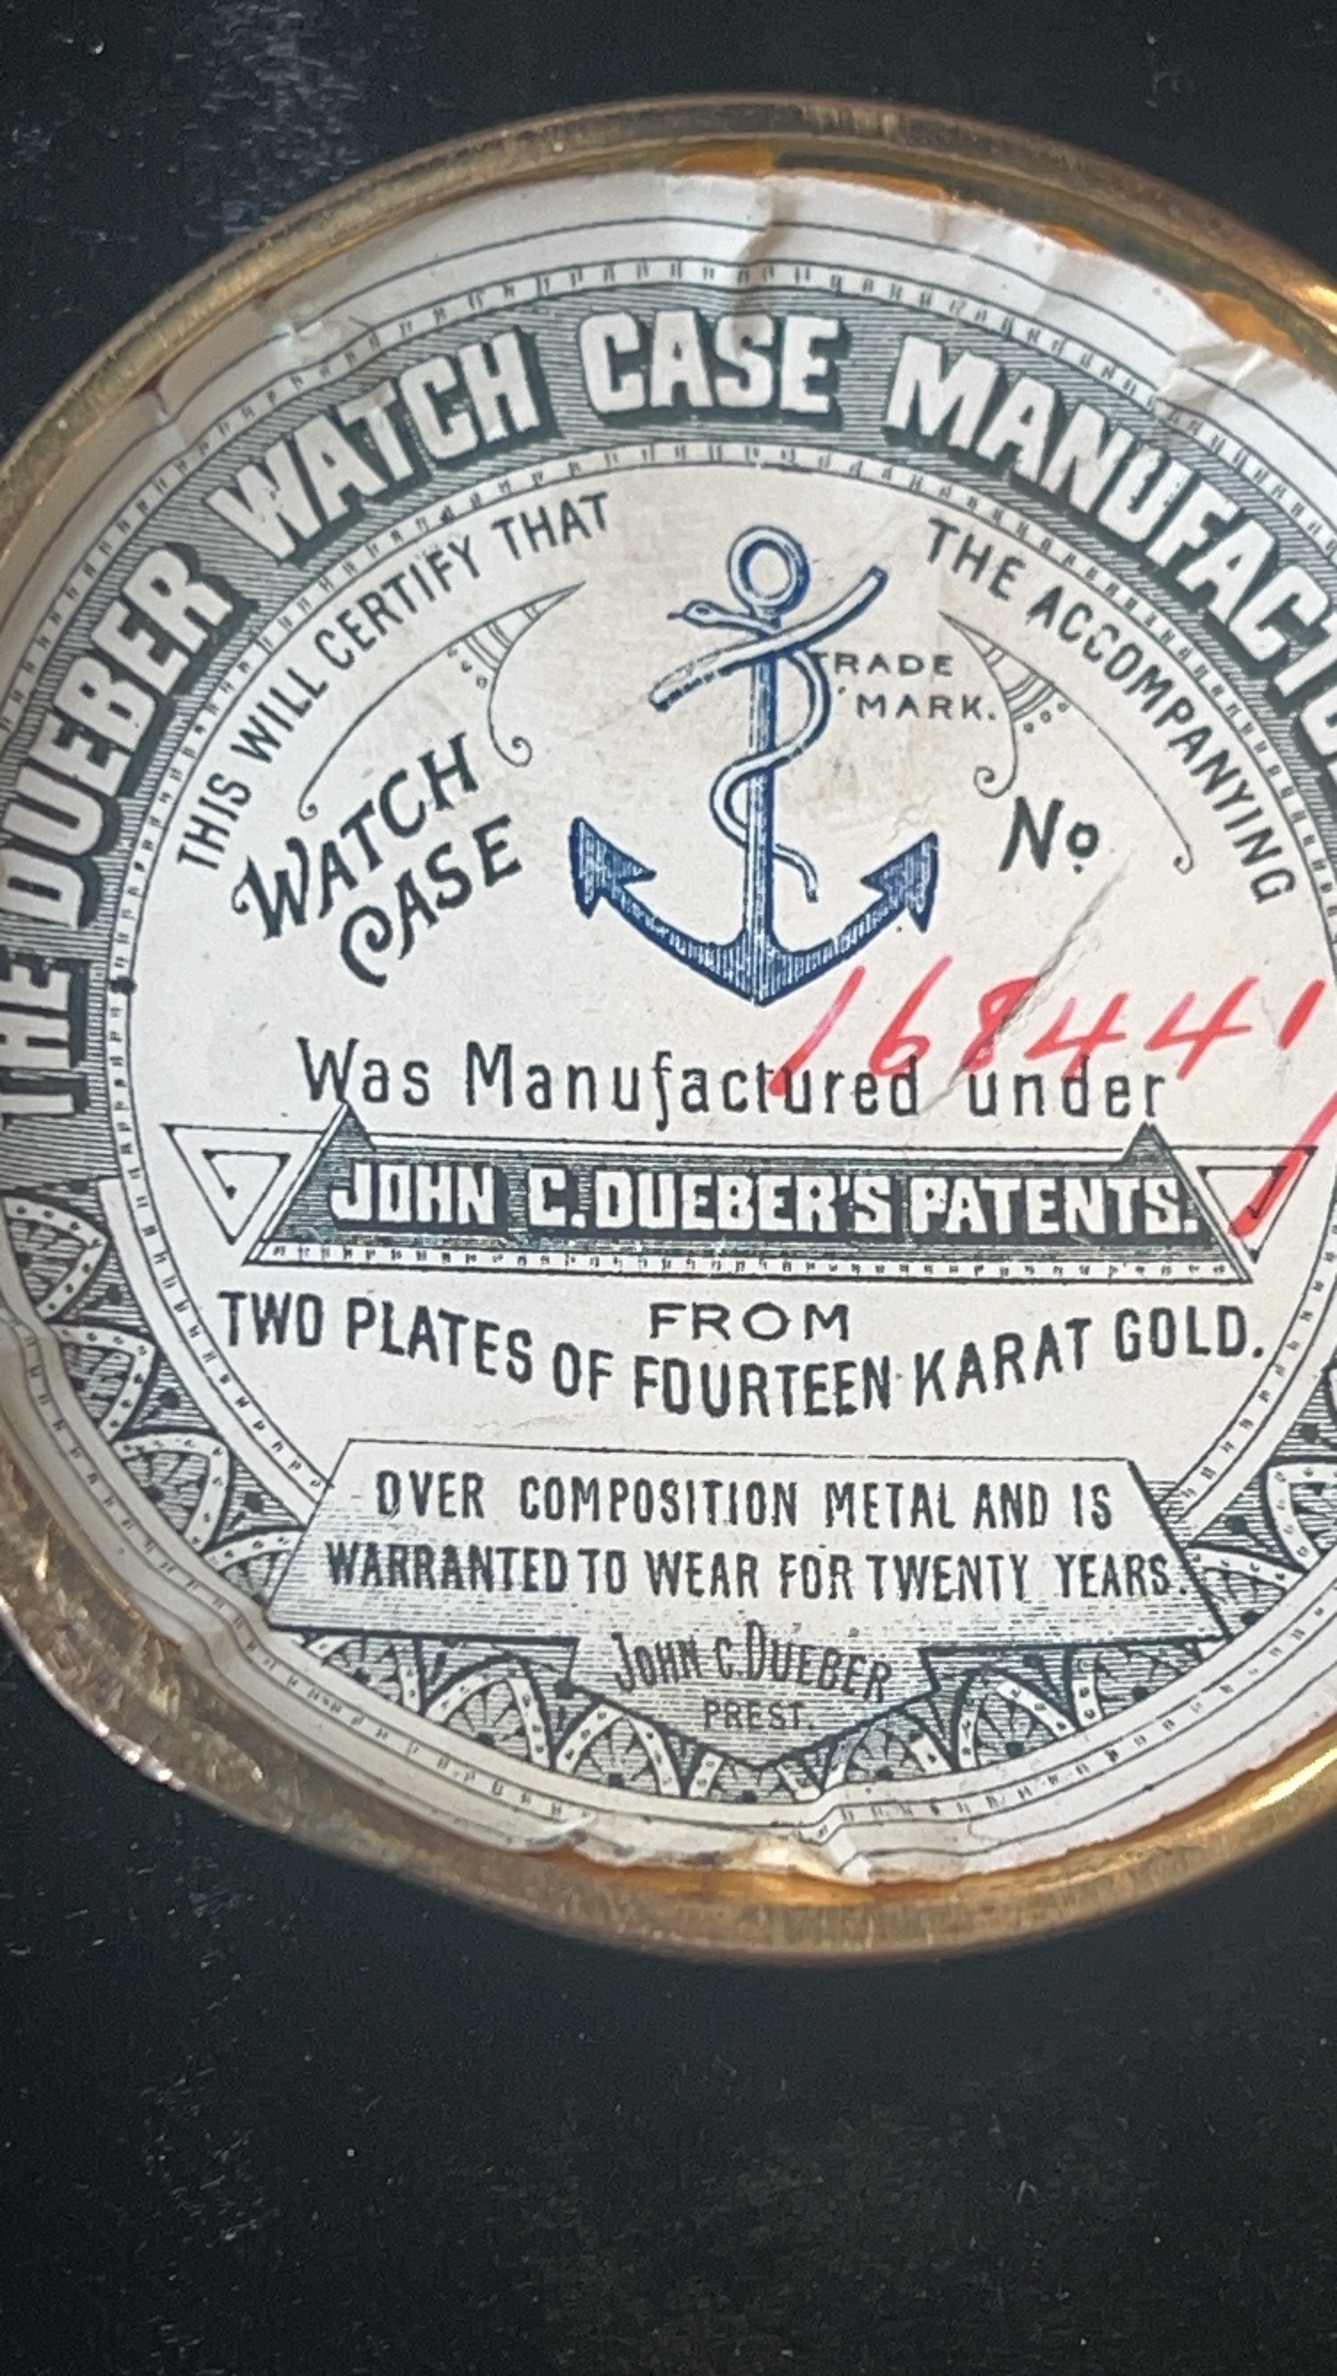 THE DUEBER WATCH CASE MANUFACTU
THIS WILL CERTIFY THAT
THE ACCOMPANYING
TRADE
MARK.
WATCH
CASE
No
Was Manufactured under
JOHN C. DUEBER'S PATENTS.
FROM
TWO PLATES OF FOURTEEN KARAT GOLD.
OVER COMPOSITION METAL AND IS
WARRANTED TO WEAR FOR TWENTY YEARS.
JOHN C. DUEBER
PREST.